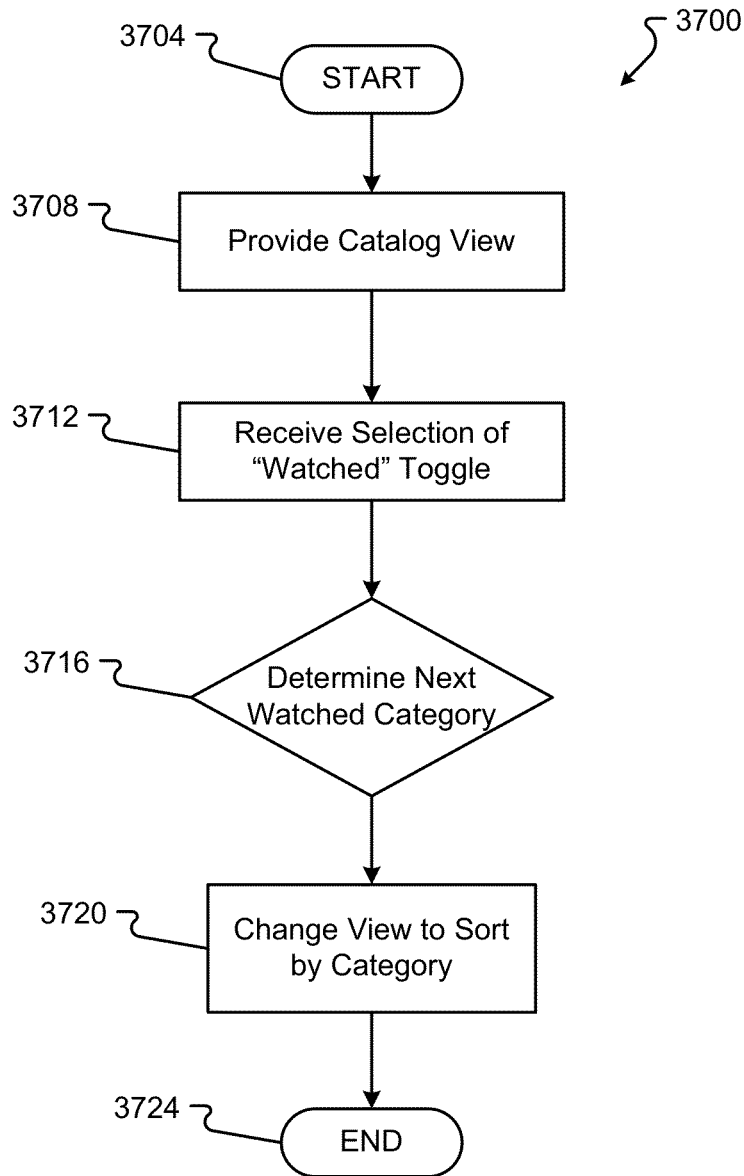 3700
3704
START
3708
Provide Catalog View
3712
Receive Selection of
“Watched” Toggle
3716
Determine Next
Watched Category
3720
Change View to Sort
by Category
3724
END